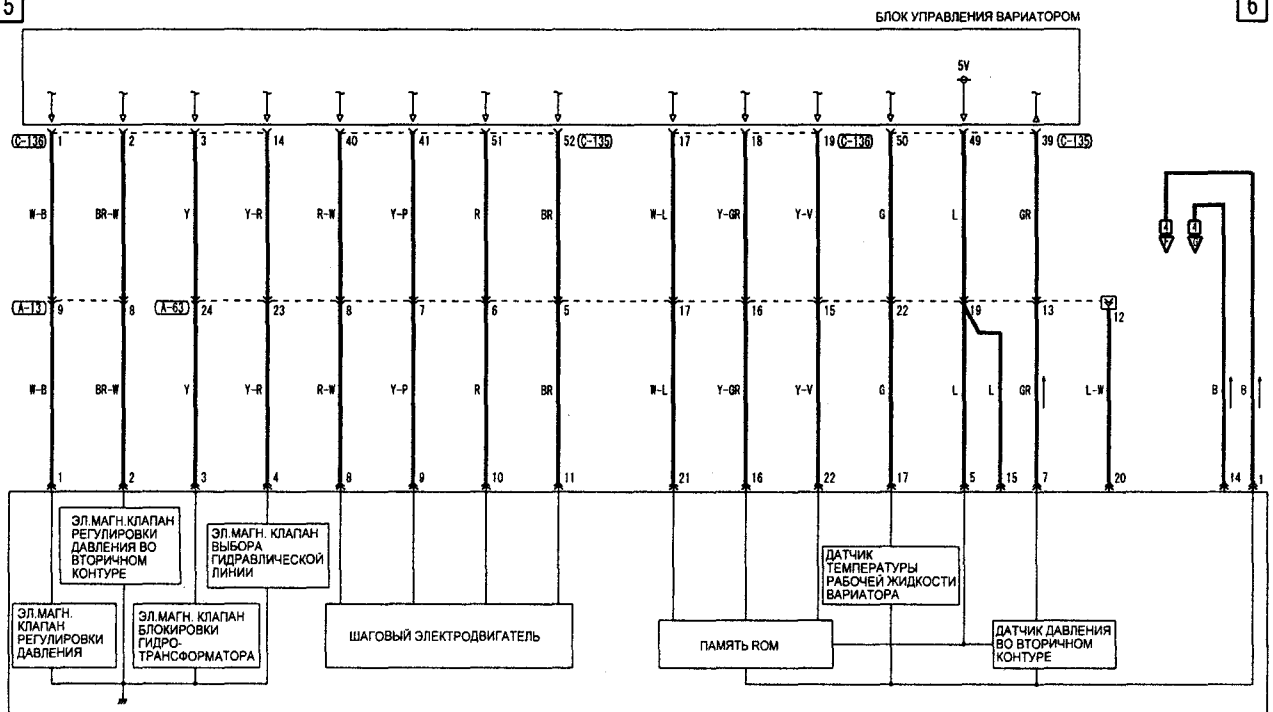 5
6
БЛОК УПРАВЛЕНИЯ ВАРИАТОРОМ
5V
C-136 1 2 3 14 40 41 51 52 C-135 17 18 19 C-136 50 49 39 C-135
W-B BR-W Y Y-R R-W Y-P R BR W-L Y-GR Y-V G L GR
4 4
A-13 9 8 A-63 24 23 8 7 6 5 17 16 15 22 19 13 12
W-B BR-W Y Y-R R-W Y-P R BR W-L Y-GR Y-V G L L GR L-W B B
1 2 3 4 8 9 10 11 21 16 22 17 5 15 7 20 14 1
ЭЛ.МАГН.КЛАПАН
РЕГУЛИРОВКИ
ДАВЛЕНИЯ ВО
ВТОРИЧНОМ
КОНТУРЕ
ЭЛ.МАГН. КЛАПАН
ВЫБОРА
ГИДРАВЛИЧЕСКОЙ
ЛИНИИ
ДАТЧИК
ТЕМПЕРАТУРЫ
РАБОЧЕЙ ЖИДКОСТИ
ВАРИАТОРА
ЭЛ.МАГН.
КЛАПАН
РЕГУЛИРОВКИ
ДАВЛЕНИЯ
ЭЛ.МАГН. КЛАПАН
БЛОКИРОВКИ
ГИДРО-
ТРАНСФОРМАТОРА
ШАГОВЫЙ ЭЛЕКТРОДВИГАТЕЛЬ
ПАМЯТЬ ROM
ДАТЧИК ДАВЛЕНИЯ
ВО ВТОРИЧНОМ
КОНТУРЕ